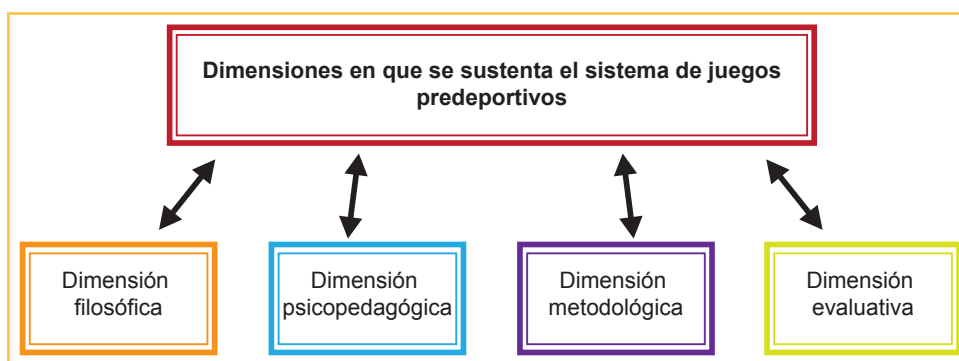 Dimensiones en que se sustenta el sistema de juegos
predeportivos
Dimensión
filosófica
Dimensión
psicopedagógica
Dimensión
metodológica
Dimensión
evaluativa